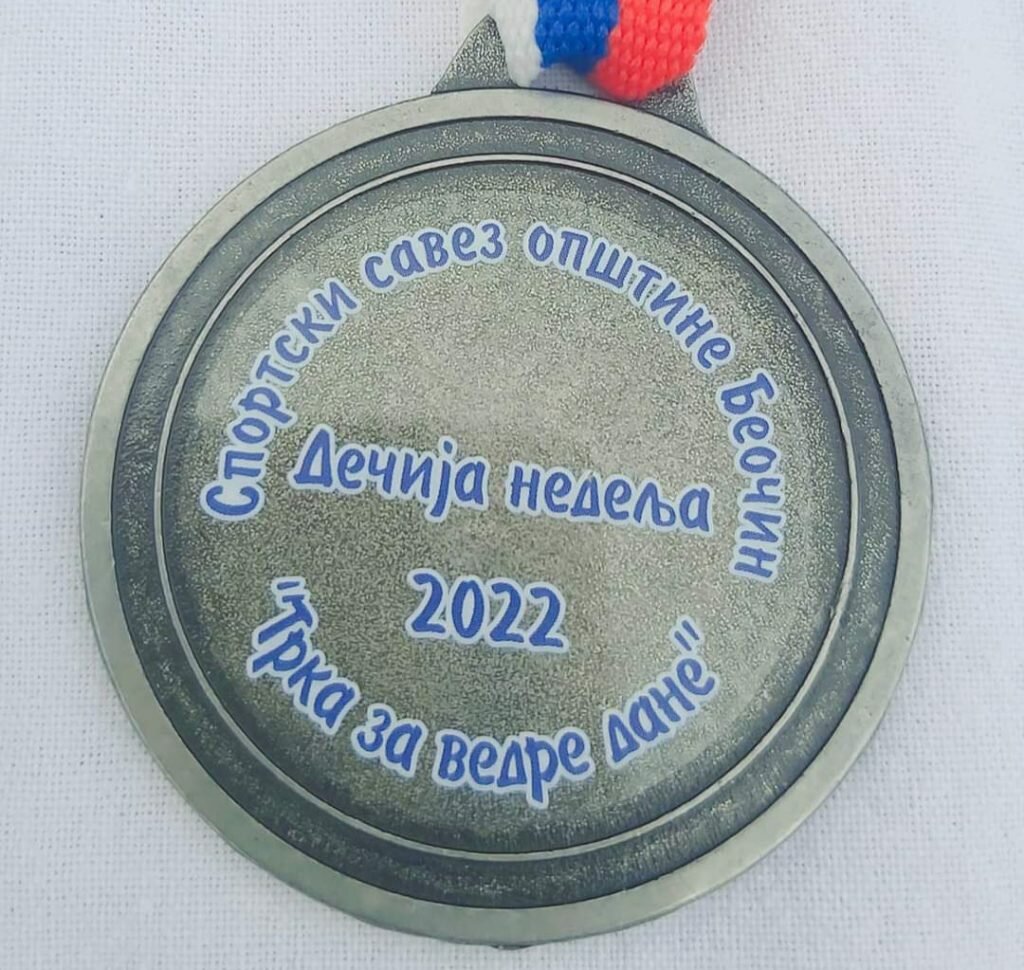 Спортски савез општине Беочин
Дечија недеља
2022
"Трка за ведре дане"